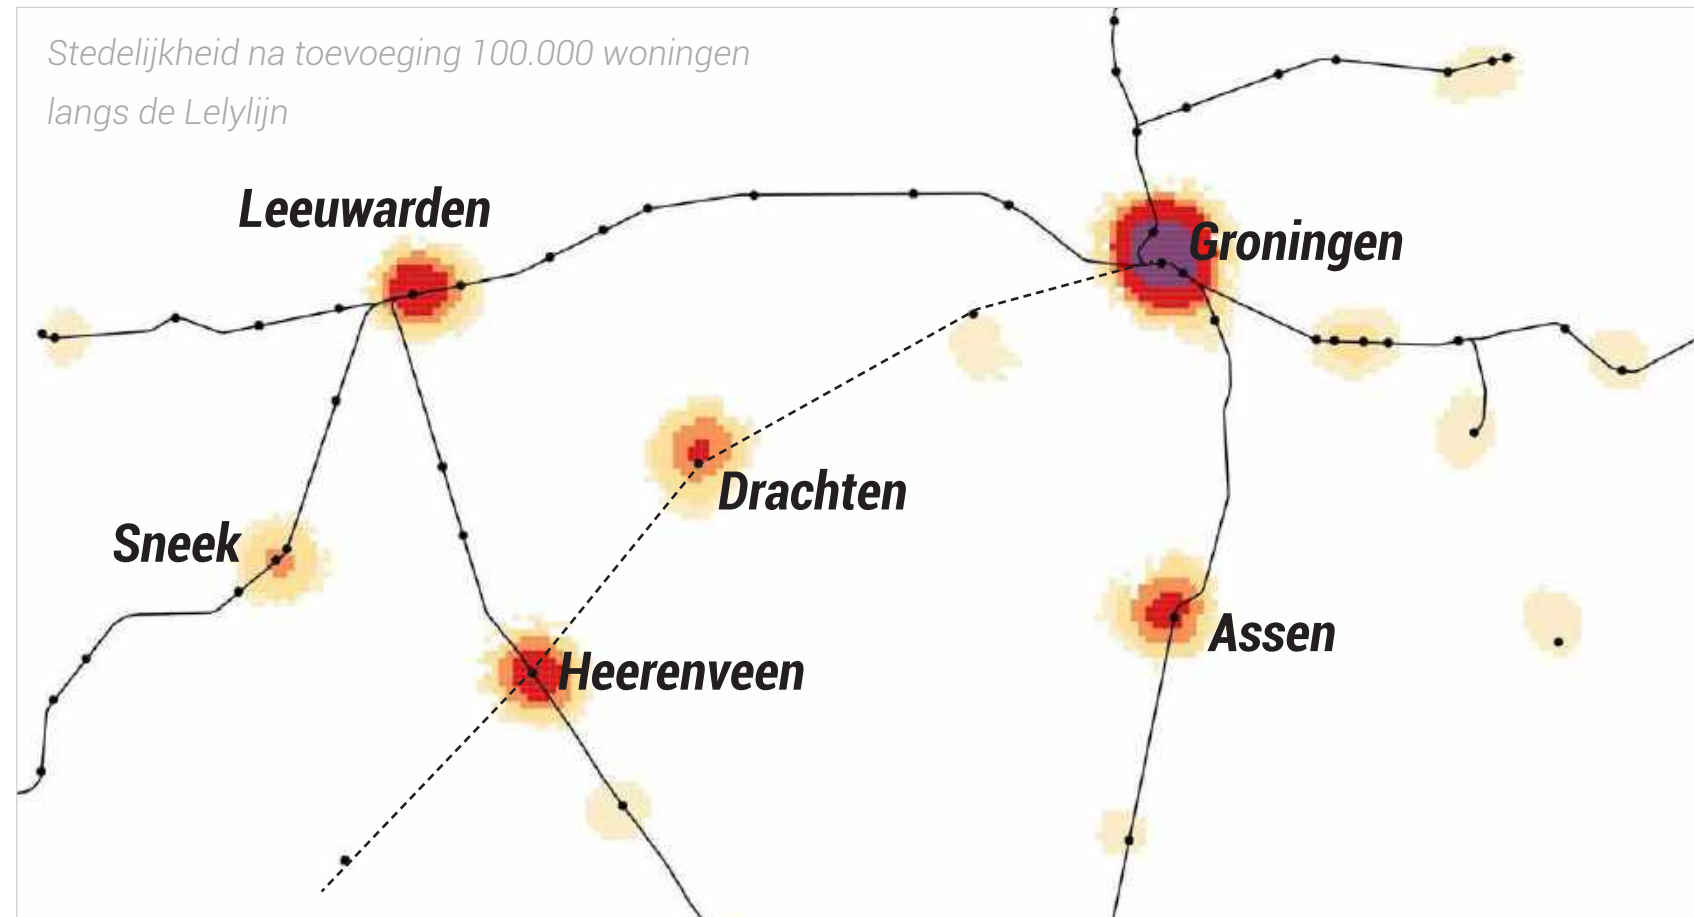 Stedelijkheid na toevoeging 100.000 woningen
langs de Lelylijn
Leeuwarden
Groningen
Drachten
Sneek
Assen
Heerenveen